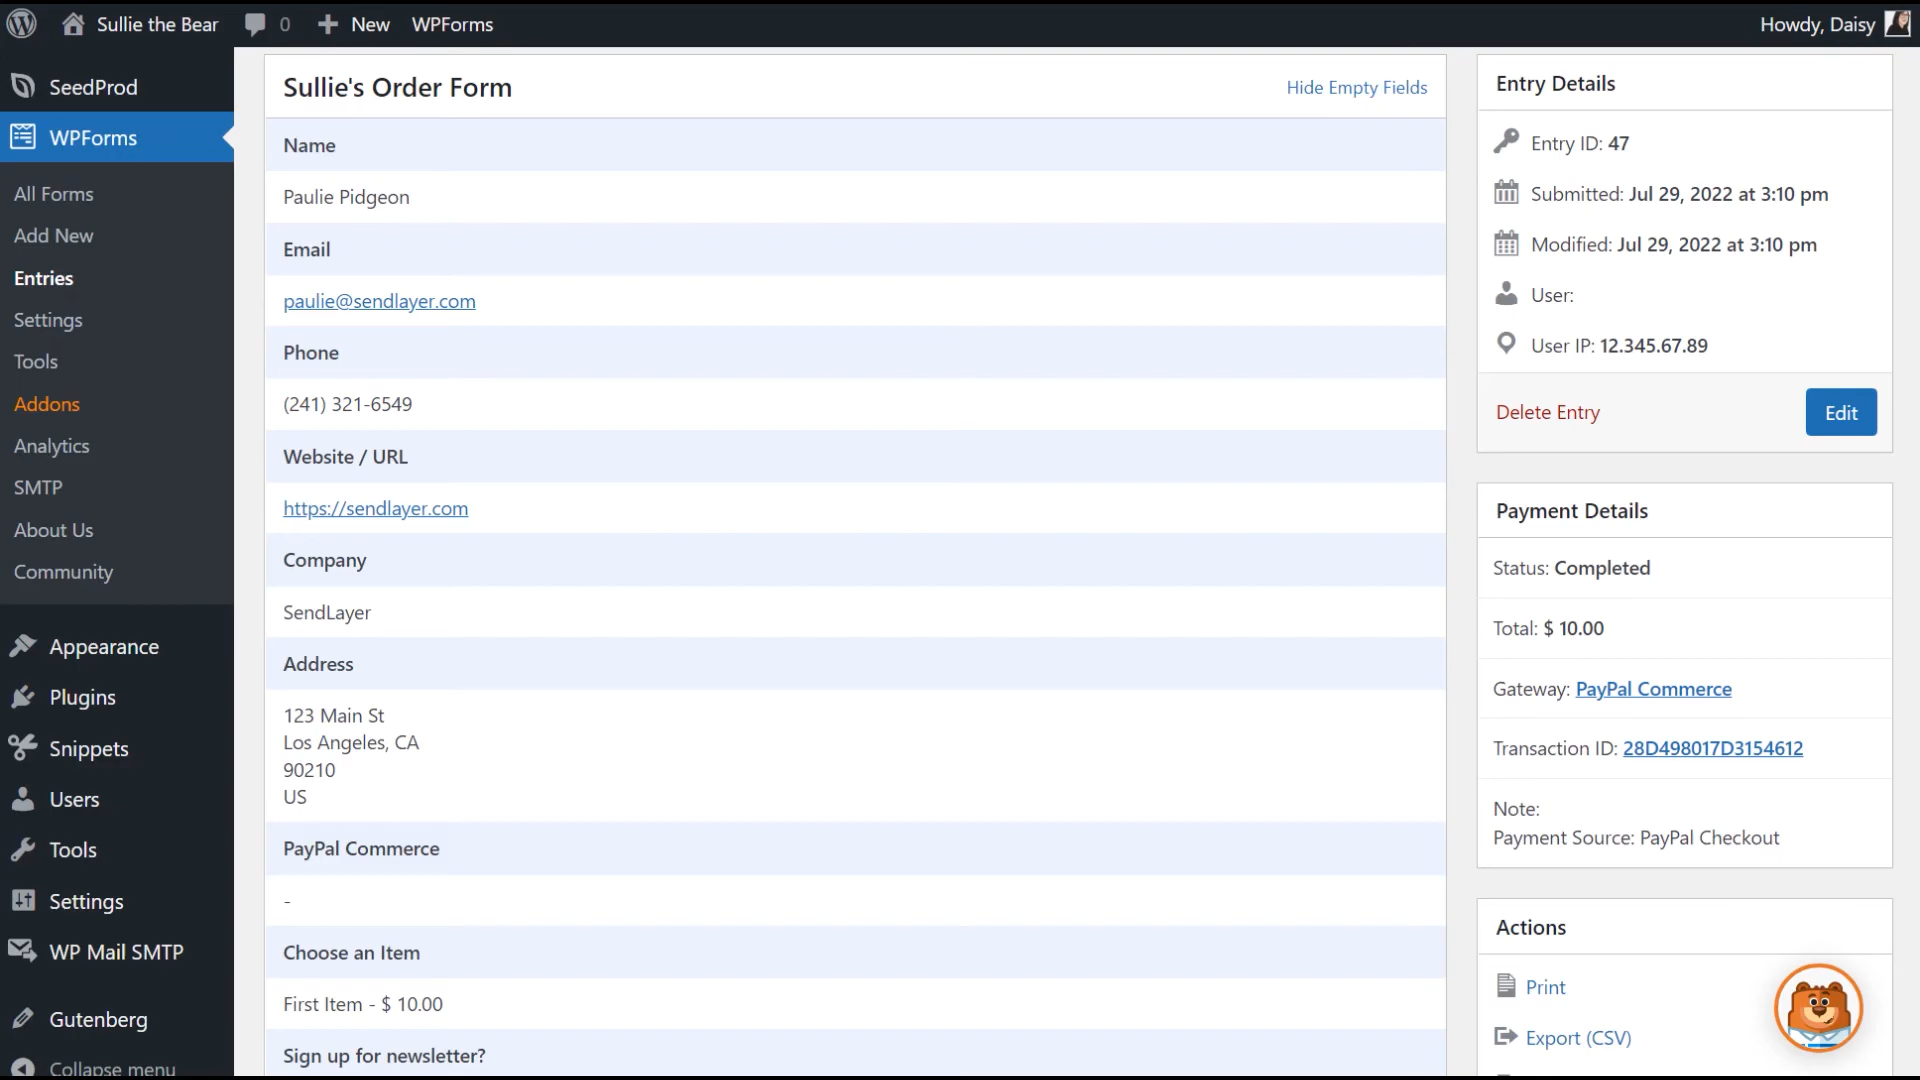 Sullie the Bear
0
New
WPForms
Howdy, Daisy
SeedProd
WPForms
All Forms
Add New
Entries
Settings
Tools
Addons
Analytics
SMTP
About Us
Community
Appearance
Plugins
Snippets
Users
Tools
Settings
WP Mail SMTP
Gutenberg
Collapse menu
Sullie's Order Form
Hide Empty Fields
Name
Paulie Pidgeon
Email
paulie@sendlayer.com
Phone
(241) 321-6549
Website / URL
https://sendlayer.com
Company
SendLayer
Address
123 Main St
Los Angeles, CA
90210
US
PayPal Commerce
-
Choose an Item
First Item - $ 10.00
Sign up for newsletter?
Entry Details
Entry ID: 47
Submitted: Jul 29, 2022 at 3:10 pm
Modified: Jul 29, 2022 at 3:10 pm
User:
User IP: 12.345.67.89
Delete Entry
Edit
Payment Details
Status: Completed
Total: $ 10.00
Gateway: PayPal Commerce
Transaction ID: 28D498017D3154612
Note:
Payment Source: PayPal Checkout
Actions
Print
Export (CSV)